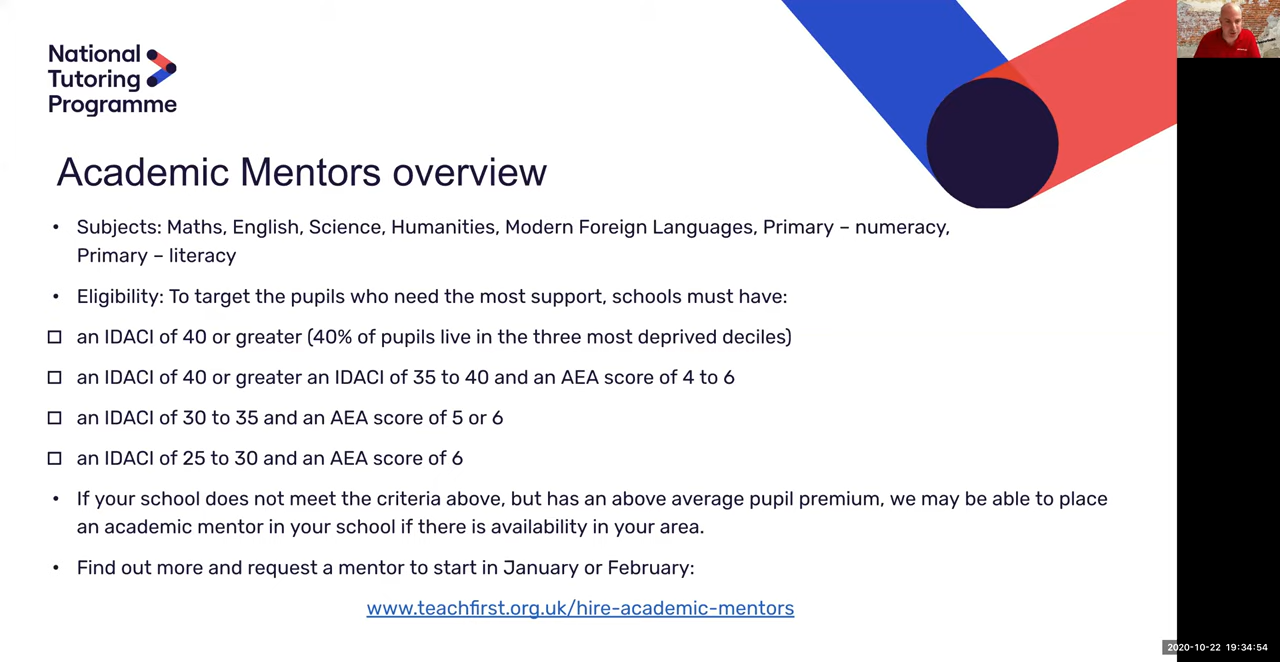 National
Tutoring
Programme
Academic Mentors overview
• Subjects: Maths, English, Science, Humanities, Modern Foreign Languages, Primary – numeracy,
Primary – literacy
• Eligibility: To target the pupils who need the most support, schools must have:
☐ an IDACI of 40 or greater (40% of pupils live in the three most deprived deciles)
☐ an IDACI of 40 or greater an IDACI of 35 to 40 and an AEA score of 4 to 6
☐ an IDACI of 30 to 35 and an AEA score of 5 or 6
☐ an IDACI of 25 to 30 and an AEA score of 6
• If your school does not meet the criteria above, but has an above average pupil premium, we may be able to place
an academic mentor in your school if there is availability in your area.
• Find out more and request a mentor to start in January or February:
www.teachfirst.org.uk/hire-academic-mentors
2020-10-22 19:34:54